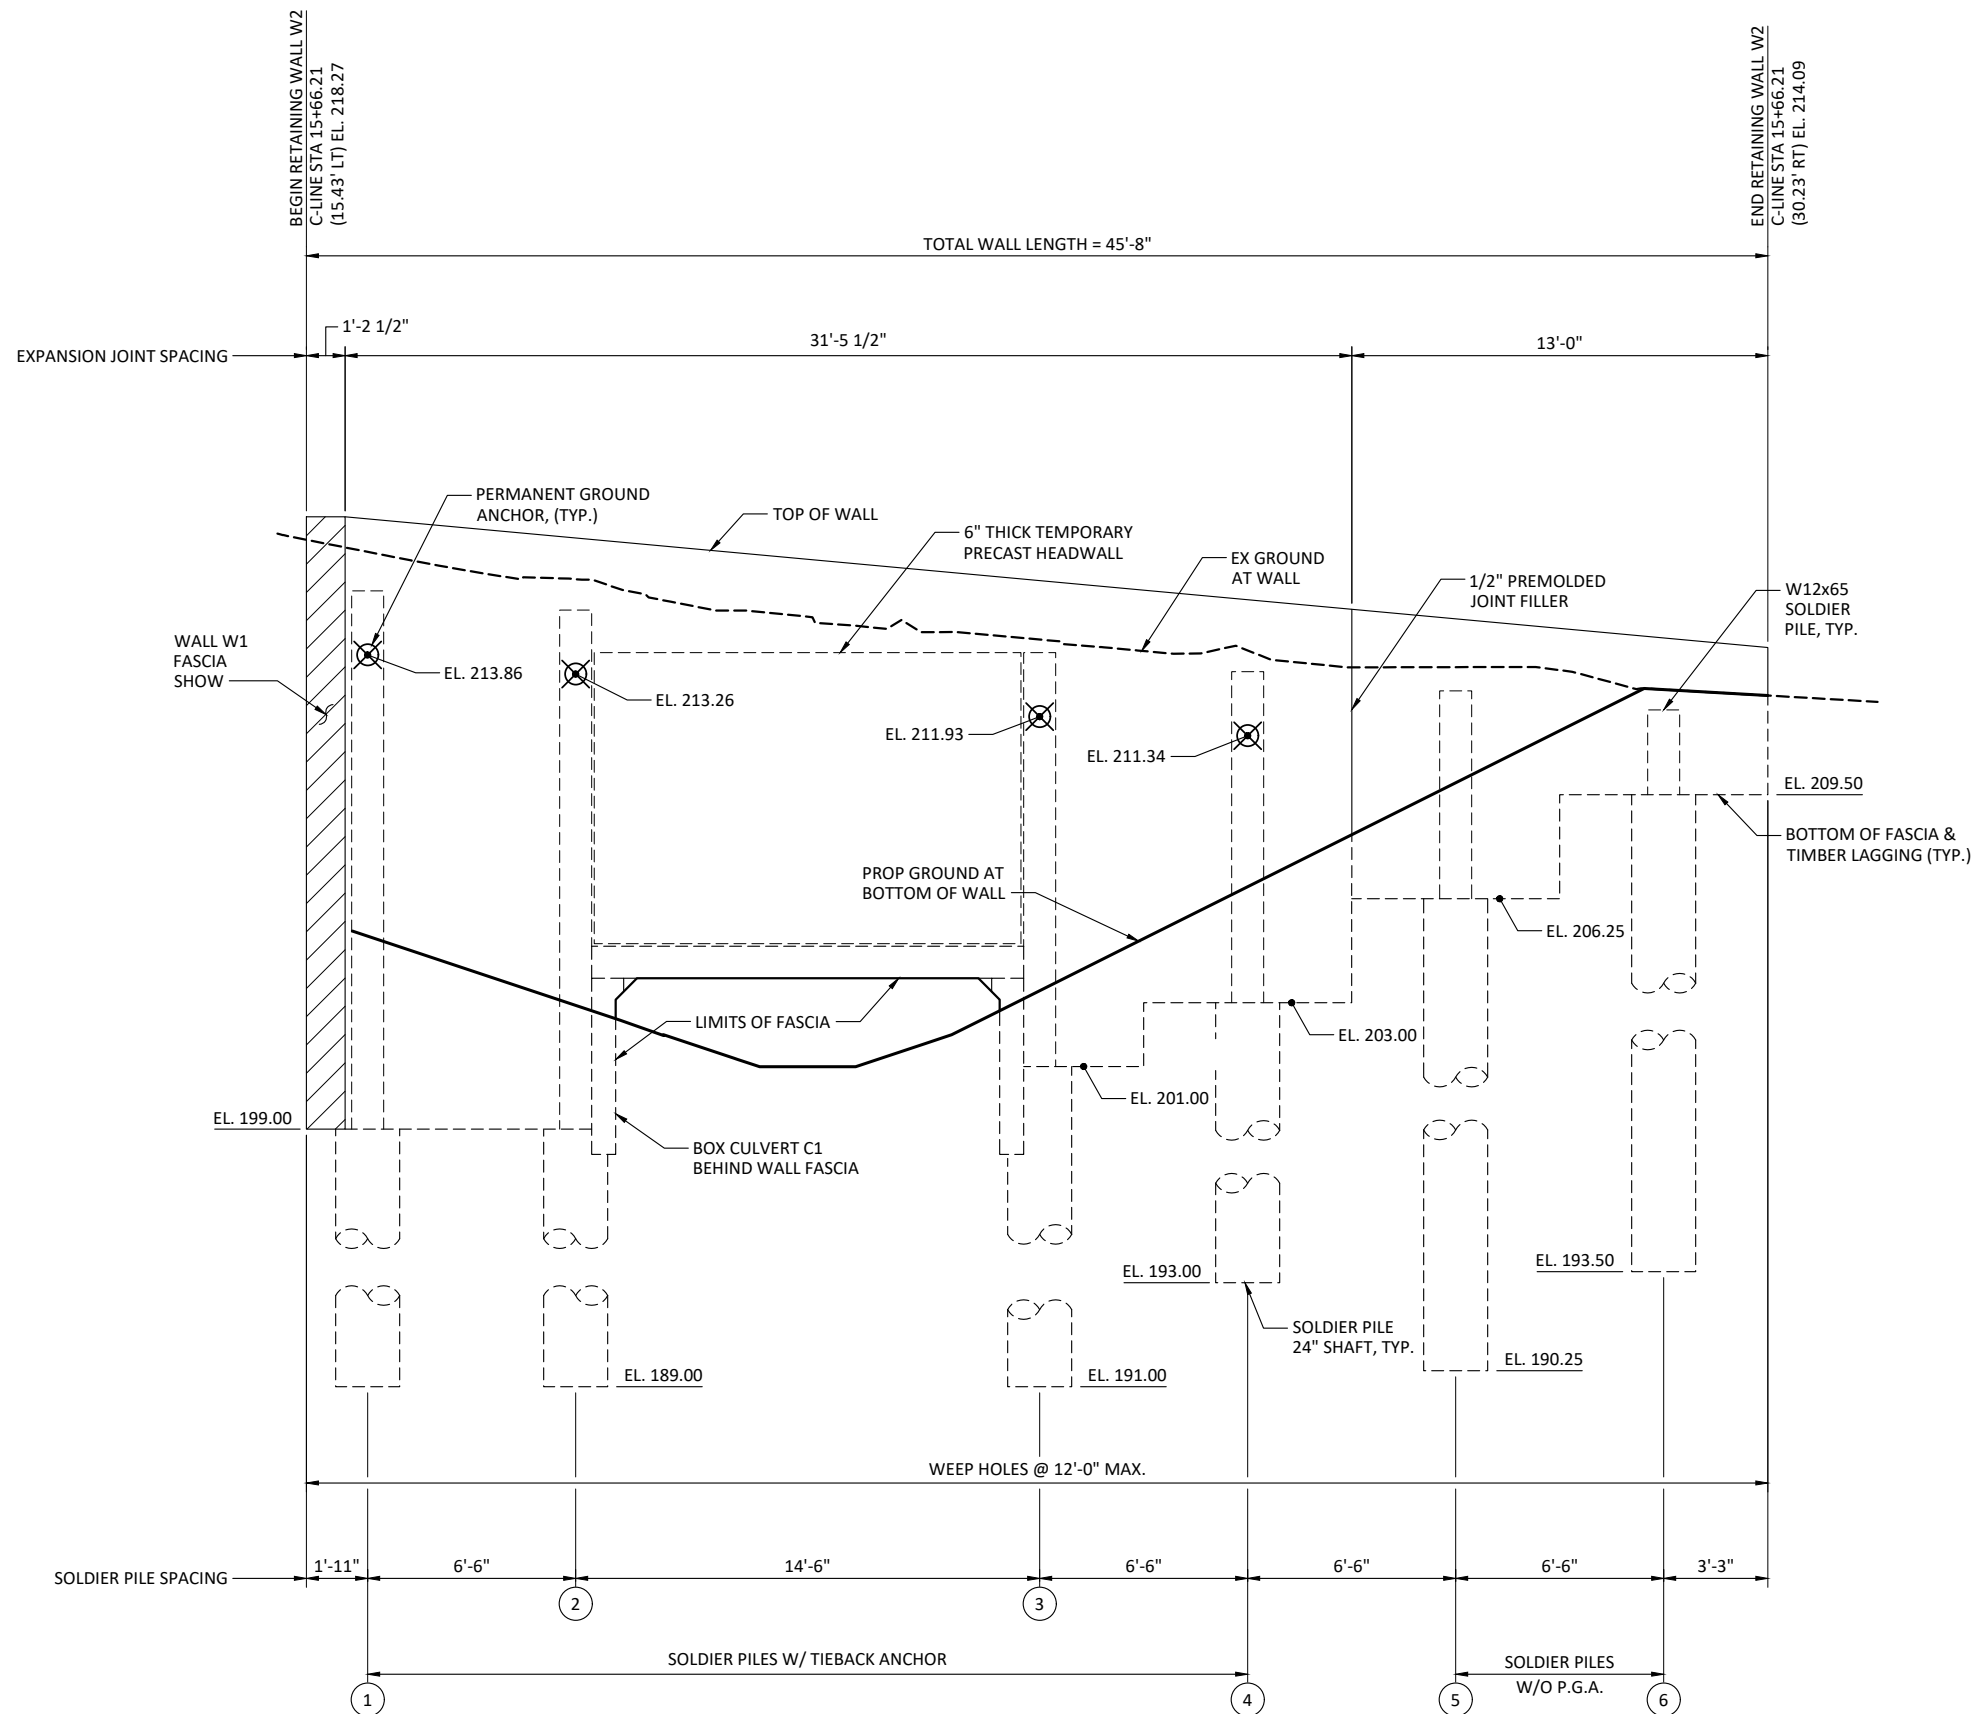 BEGIN RETAINING WALL W2
C-LINE STA 15+66.21
(15.43' LT) EL. 218.27
END RETAINING WALL W2
C-LINE STA 15+66.21
(30.23' RT) EL. 214.09
TOTAL WALL LENGTH = 45'-8"
EXPANSION JOINT SPACING
1'-2 1/2"
31'-5 1/2"
13'-0"
PERMANENT GROUND
ANCHOR, (TYP.)
TOP OF WALL
6" THICK TEMPORARY
PRECAST HEADWALL
EX GROUND
AT WALL
1/2" PREMOLDED
JOINT FILLER
W12x65
SOLDIER
PILE, TYP.
WALL W1
FASCIA
SHOW
EL. 213.86
EL. 213.26
EL. 211.93
EL. 211.34
EL. 209.50
BOTTOM OF FASCIA &
TIMBER LAGGING (TYP.)
PROP GROUND AT
BOTTOM OF WALL
EL. 206.25
LIMITS OF FASCIA
EL. 203.00
EL. 201.00
EL. 199.00
BOX CULVERT C1
BEHIND WALL FASCIA
EL. 193.00
EL. 193.50
SOLDIER PILE
24" SHAFT, TYP.
EL. 189.00
EL. 191.00
EL. 190.25
WEEP HOLES @ 12'-0" MAX.
SOLDIER PILE SPACING
1'-11"
6'-6"
14'-6"
6'-6"
6'-6"
6'-6"
3'-3"
2
3
SOLDIER PILES W/ TIEBACK ANCHOR
SOLDIER PILES
W/O P.G.A.
1
4
5
6